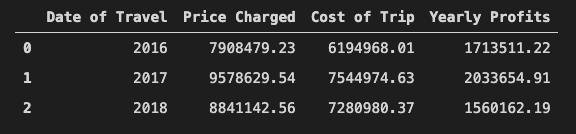 Date of Travel Price Charged Cost of Trip Yearly Profits
0 2016 7908479.23 6194968.01 1713511.22
1 2017 9578629.54 7544974.63 2033654.91
2 2018 8841142.56 7280980.37 1560162.19